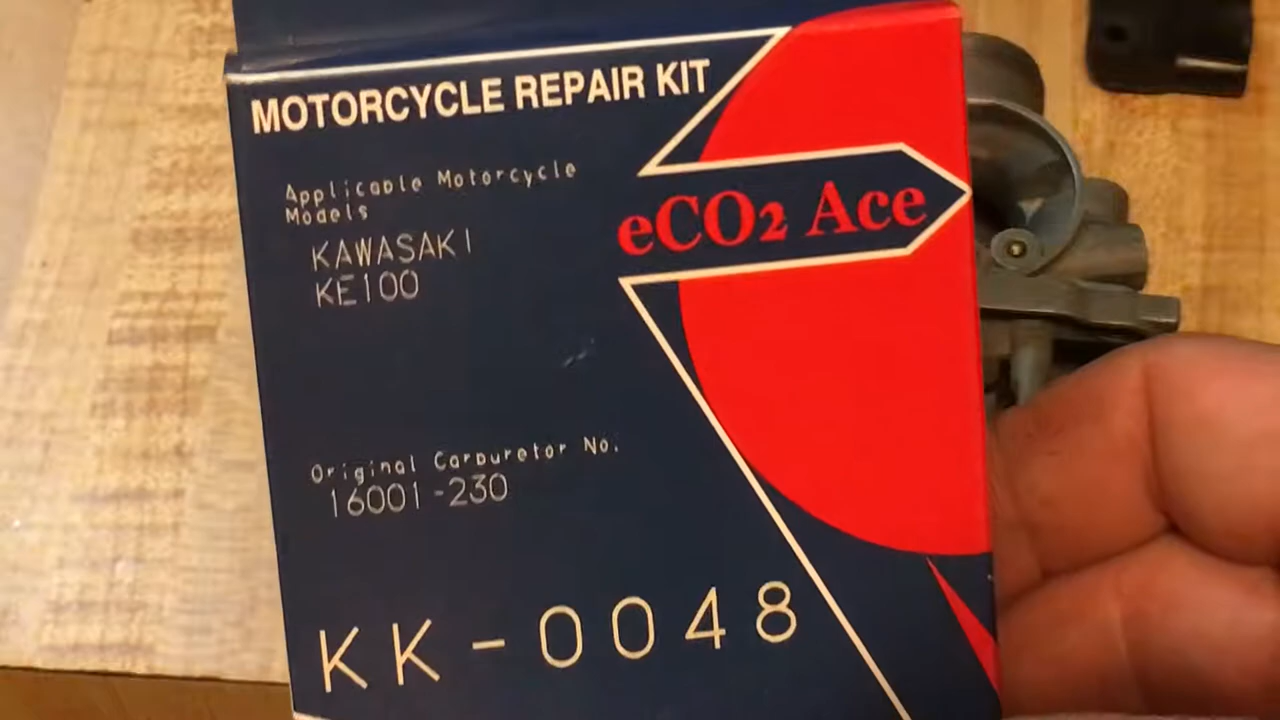 MOTORCYCLE REPAIR KIT
Applicable Motorcycle
Models
KAWASAKI
KE100
eCO2 Ace
Original Carburetor No.
16001-230
KK-0048